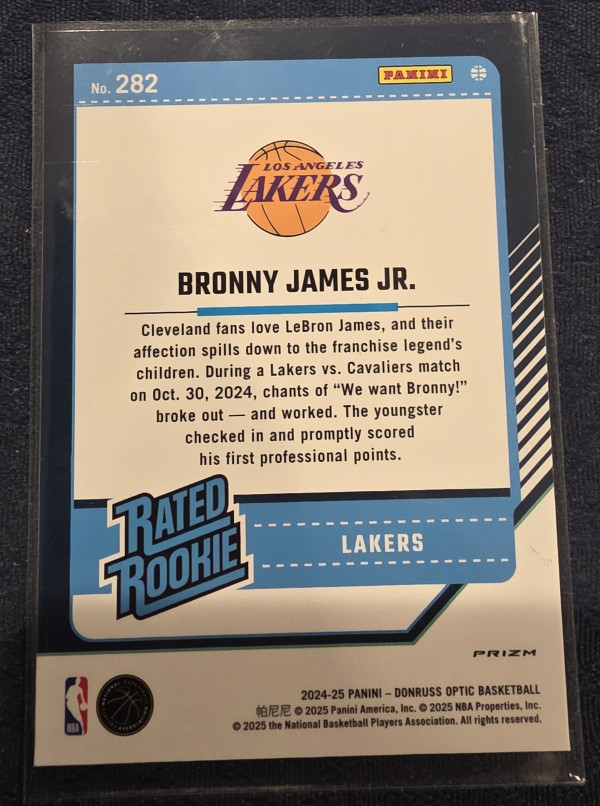 No. 282
PANINI
LOS ANGELES
LAKERS
BRONNY JAMES JR.
Cleveland fans love LeBron James, and their
affection spills down to the franchise legend's
children. During a Lakers vs. Cavaliers match
on Oct. 30, 2024, chants of “We want Bronny!”
broke out — and worked. The youngster
checked in and promptly scored
his first professional points.
RATED
ROOKIE
LAKERS
PRIZM
NBA
2024-25 PANINI – DONRUSS OPTIC BASKETBALL
帕尼尼 © 2025 Panini America, Inc. © 2025 NBA Properties, Inc.
© 2025 the National Basketball Players Association. All rights reserved.